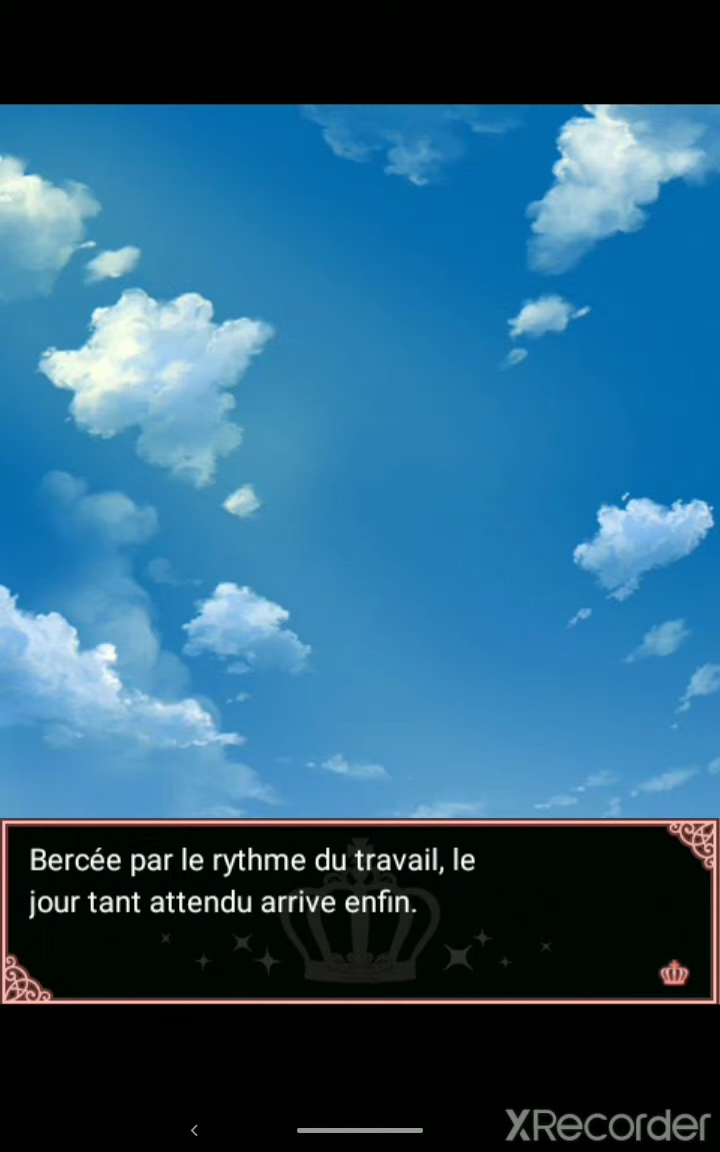 Bercée par le rythme du travail, le
jour tant attendu arrive enfin.
XRecorder